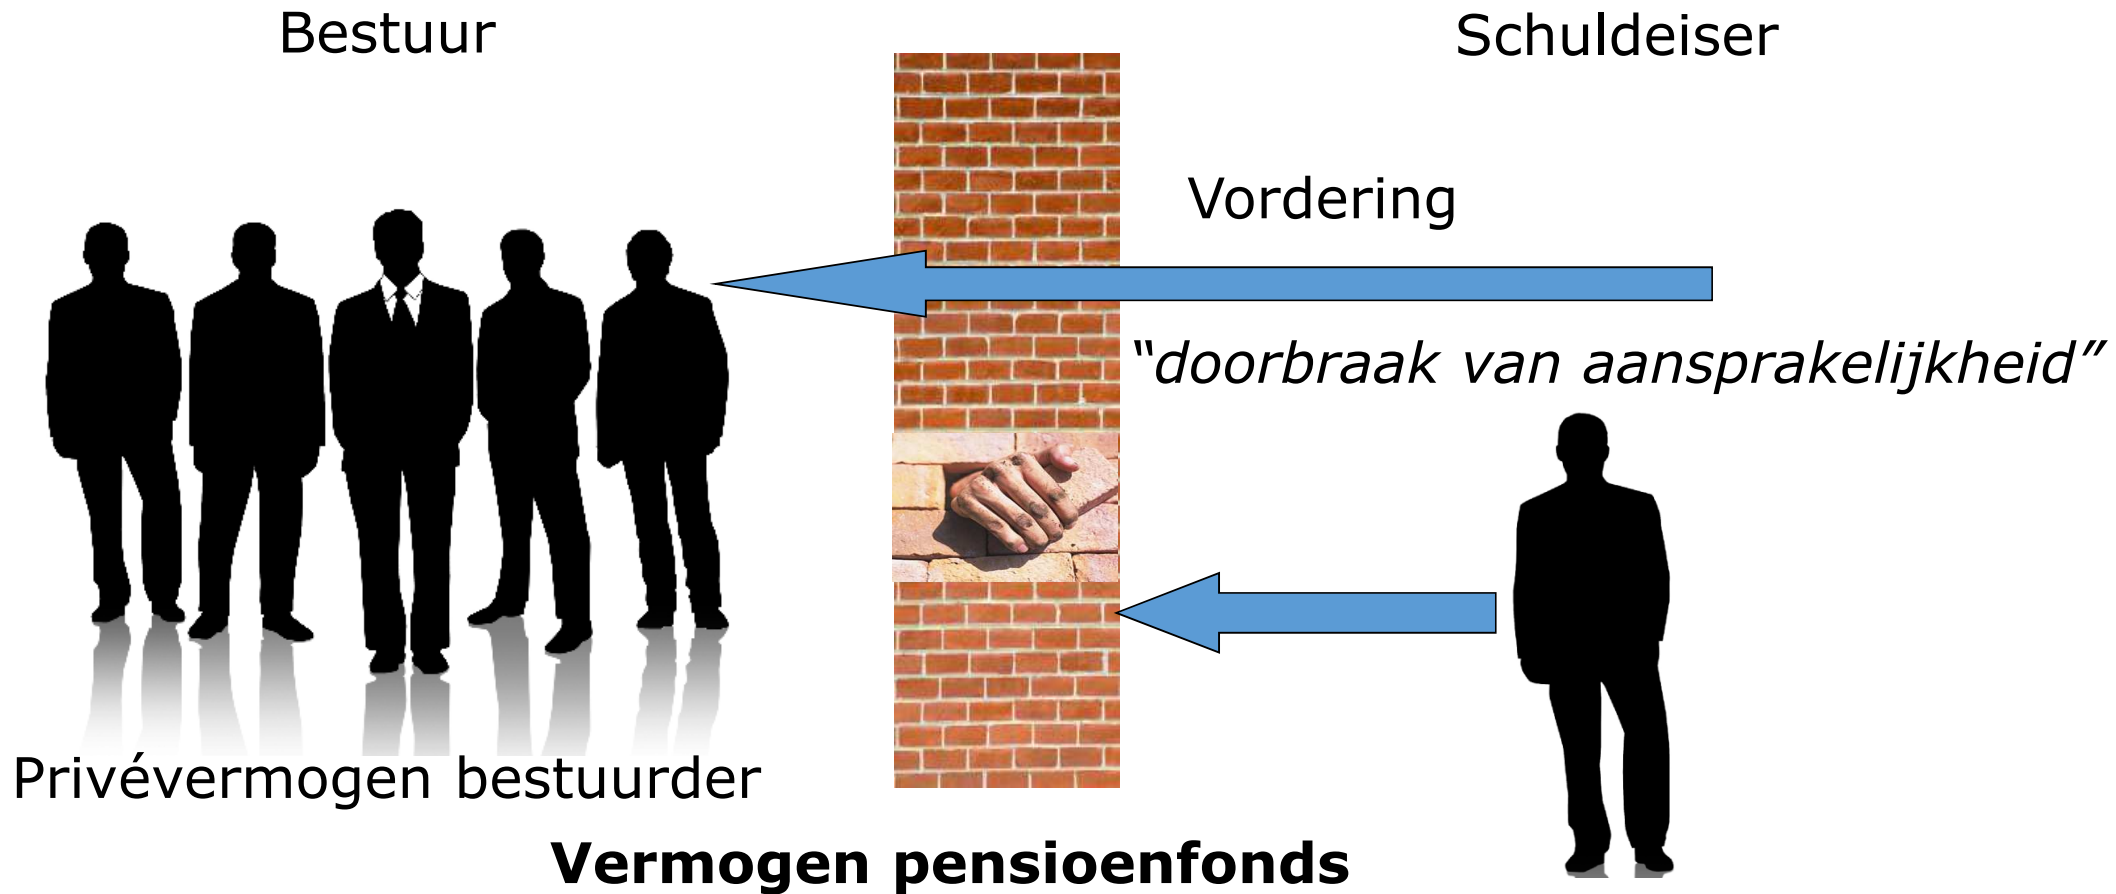 Bestuur
Schuldeiser
Vordering
“doorbraak van aansprakelijkheid”
Privévermogen bestuurder
Vermogen pensioenfonds